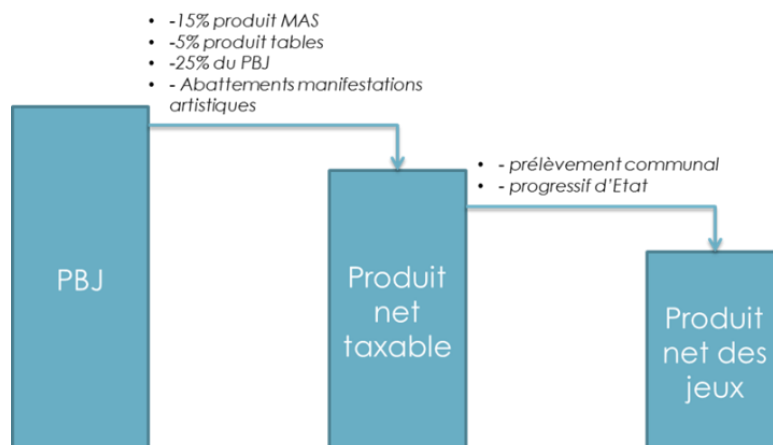 • -15% produit MAS
• -5% produit tables
• -25% du PBJ
• - Abattements manifestations
artistiques
• - prélèvement communal
• - progressif d'Etat
PBJ
Produit
net
taxable
Produit
net des
jeux